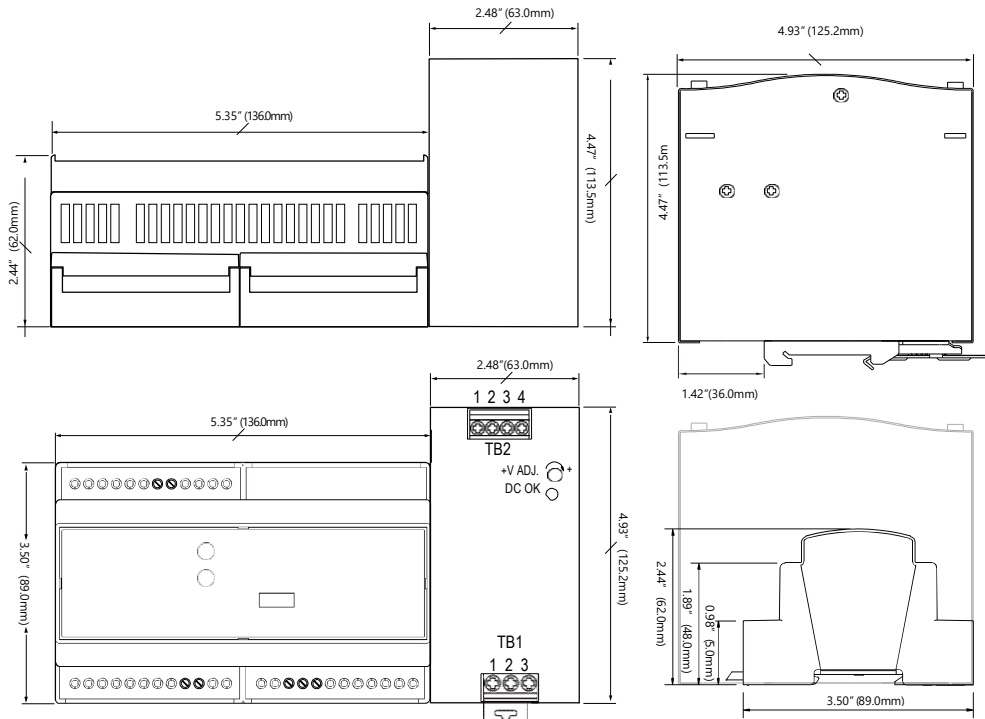 2.48" (63.0mm)
4.93" (125.2mm)
5.35" (136.0mm)
4.47" (113.5mm)
4.47" (113.5m
2.44" (62.0mm)
2.48"(63.0mm)
1.42"(36.0mm)
1 2 3 4
TB2
5.35" (136.0mm)
+V ADJ. +
DC OK
3.50" (89.0mm)
4.93" (125.2mm)
2.44" (62.0mm)
1.89" (48.0mm)
0.98" (5.0mm)
TB1
1 2 3
3.50" (89.0mm)